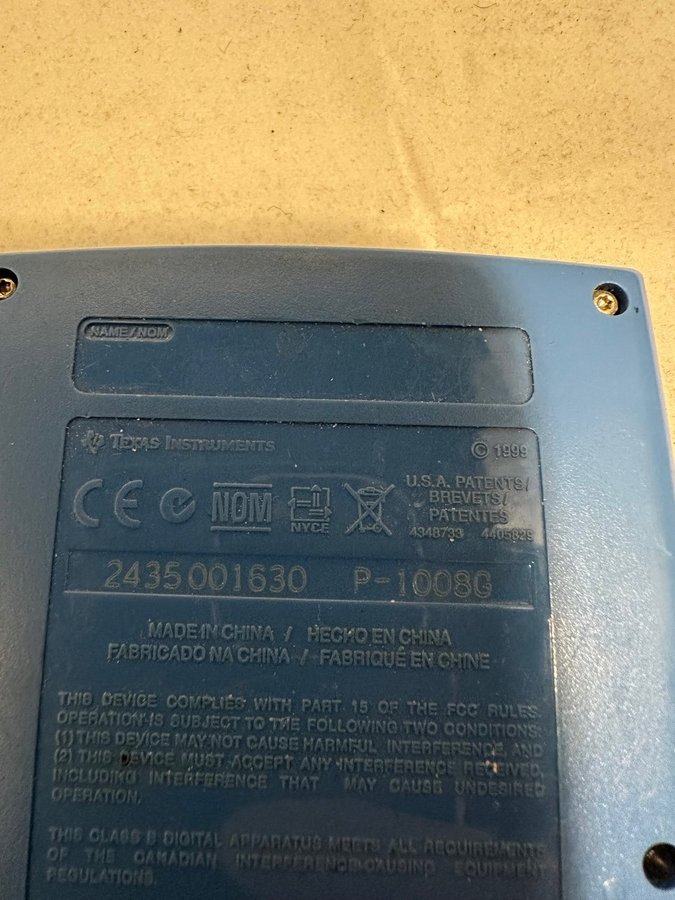 NAME/NOM
TEXAS INSTRUMENTS
© 1999
CE
NOM
NYCE
U.S.A. PATENTS/
BREVETS/
PATENTES
4348733 4405829
2435001630 P-1008G
MADE IN CHINA / HECHO EN CHINA
FABRICADO NA CHINA / FABRIQUÉ EN CHINE
THIS DEVICE COMPLIES WITH PART 15 OF THE FCC RULES.
OPERATION IS SUBJECT TO THE FOLLOWING TWO CONDITIONS:
(1) THIS DEVICE MAY NOT CAUSE HARMFUL INTERFERENCE, AND
(2) THIS DEVICE MUST ACCEPT ANY INTERFERENCE RECEIVED,
INCLUDING INTERFERENCE THAT MAY CAUSE UNDESIRED
OPERATION.
THIS CLASS B DIGITAL APPARATUS MEETS ALL REQUIREMENTS
OF THE CANADIAN INTERFERENCE-CAUSING EQUIPMENT
REGULATIONS.